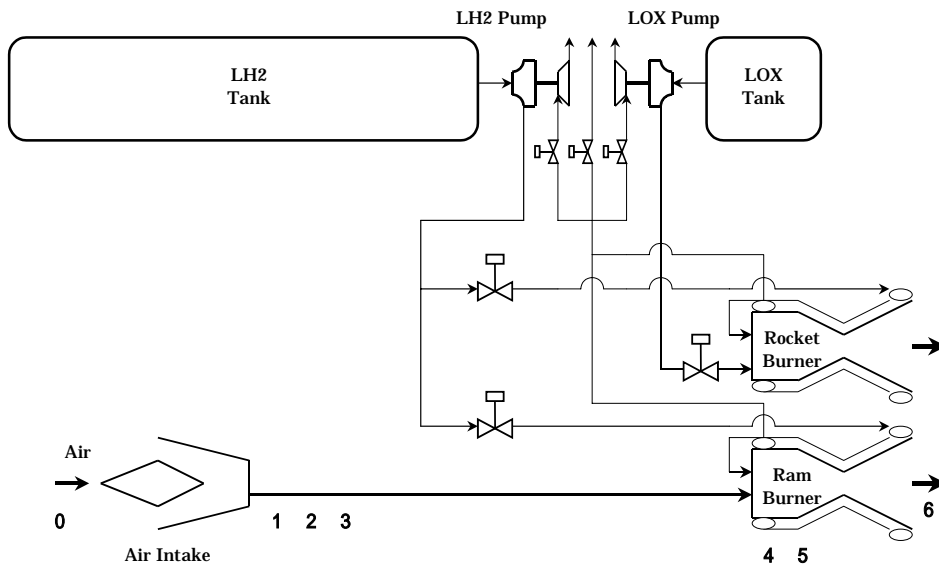 LH2 Pump
LOX Pump
LH2
Tank
LOX
Tank
Rocket
Burner
Air
0
1 2 3
Air Intake
Ram
Burner
6
4 5